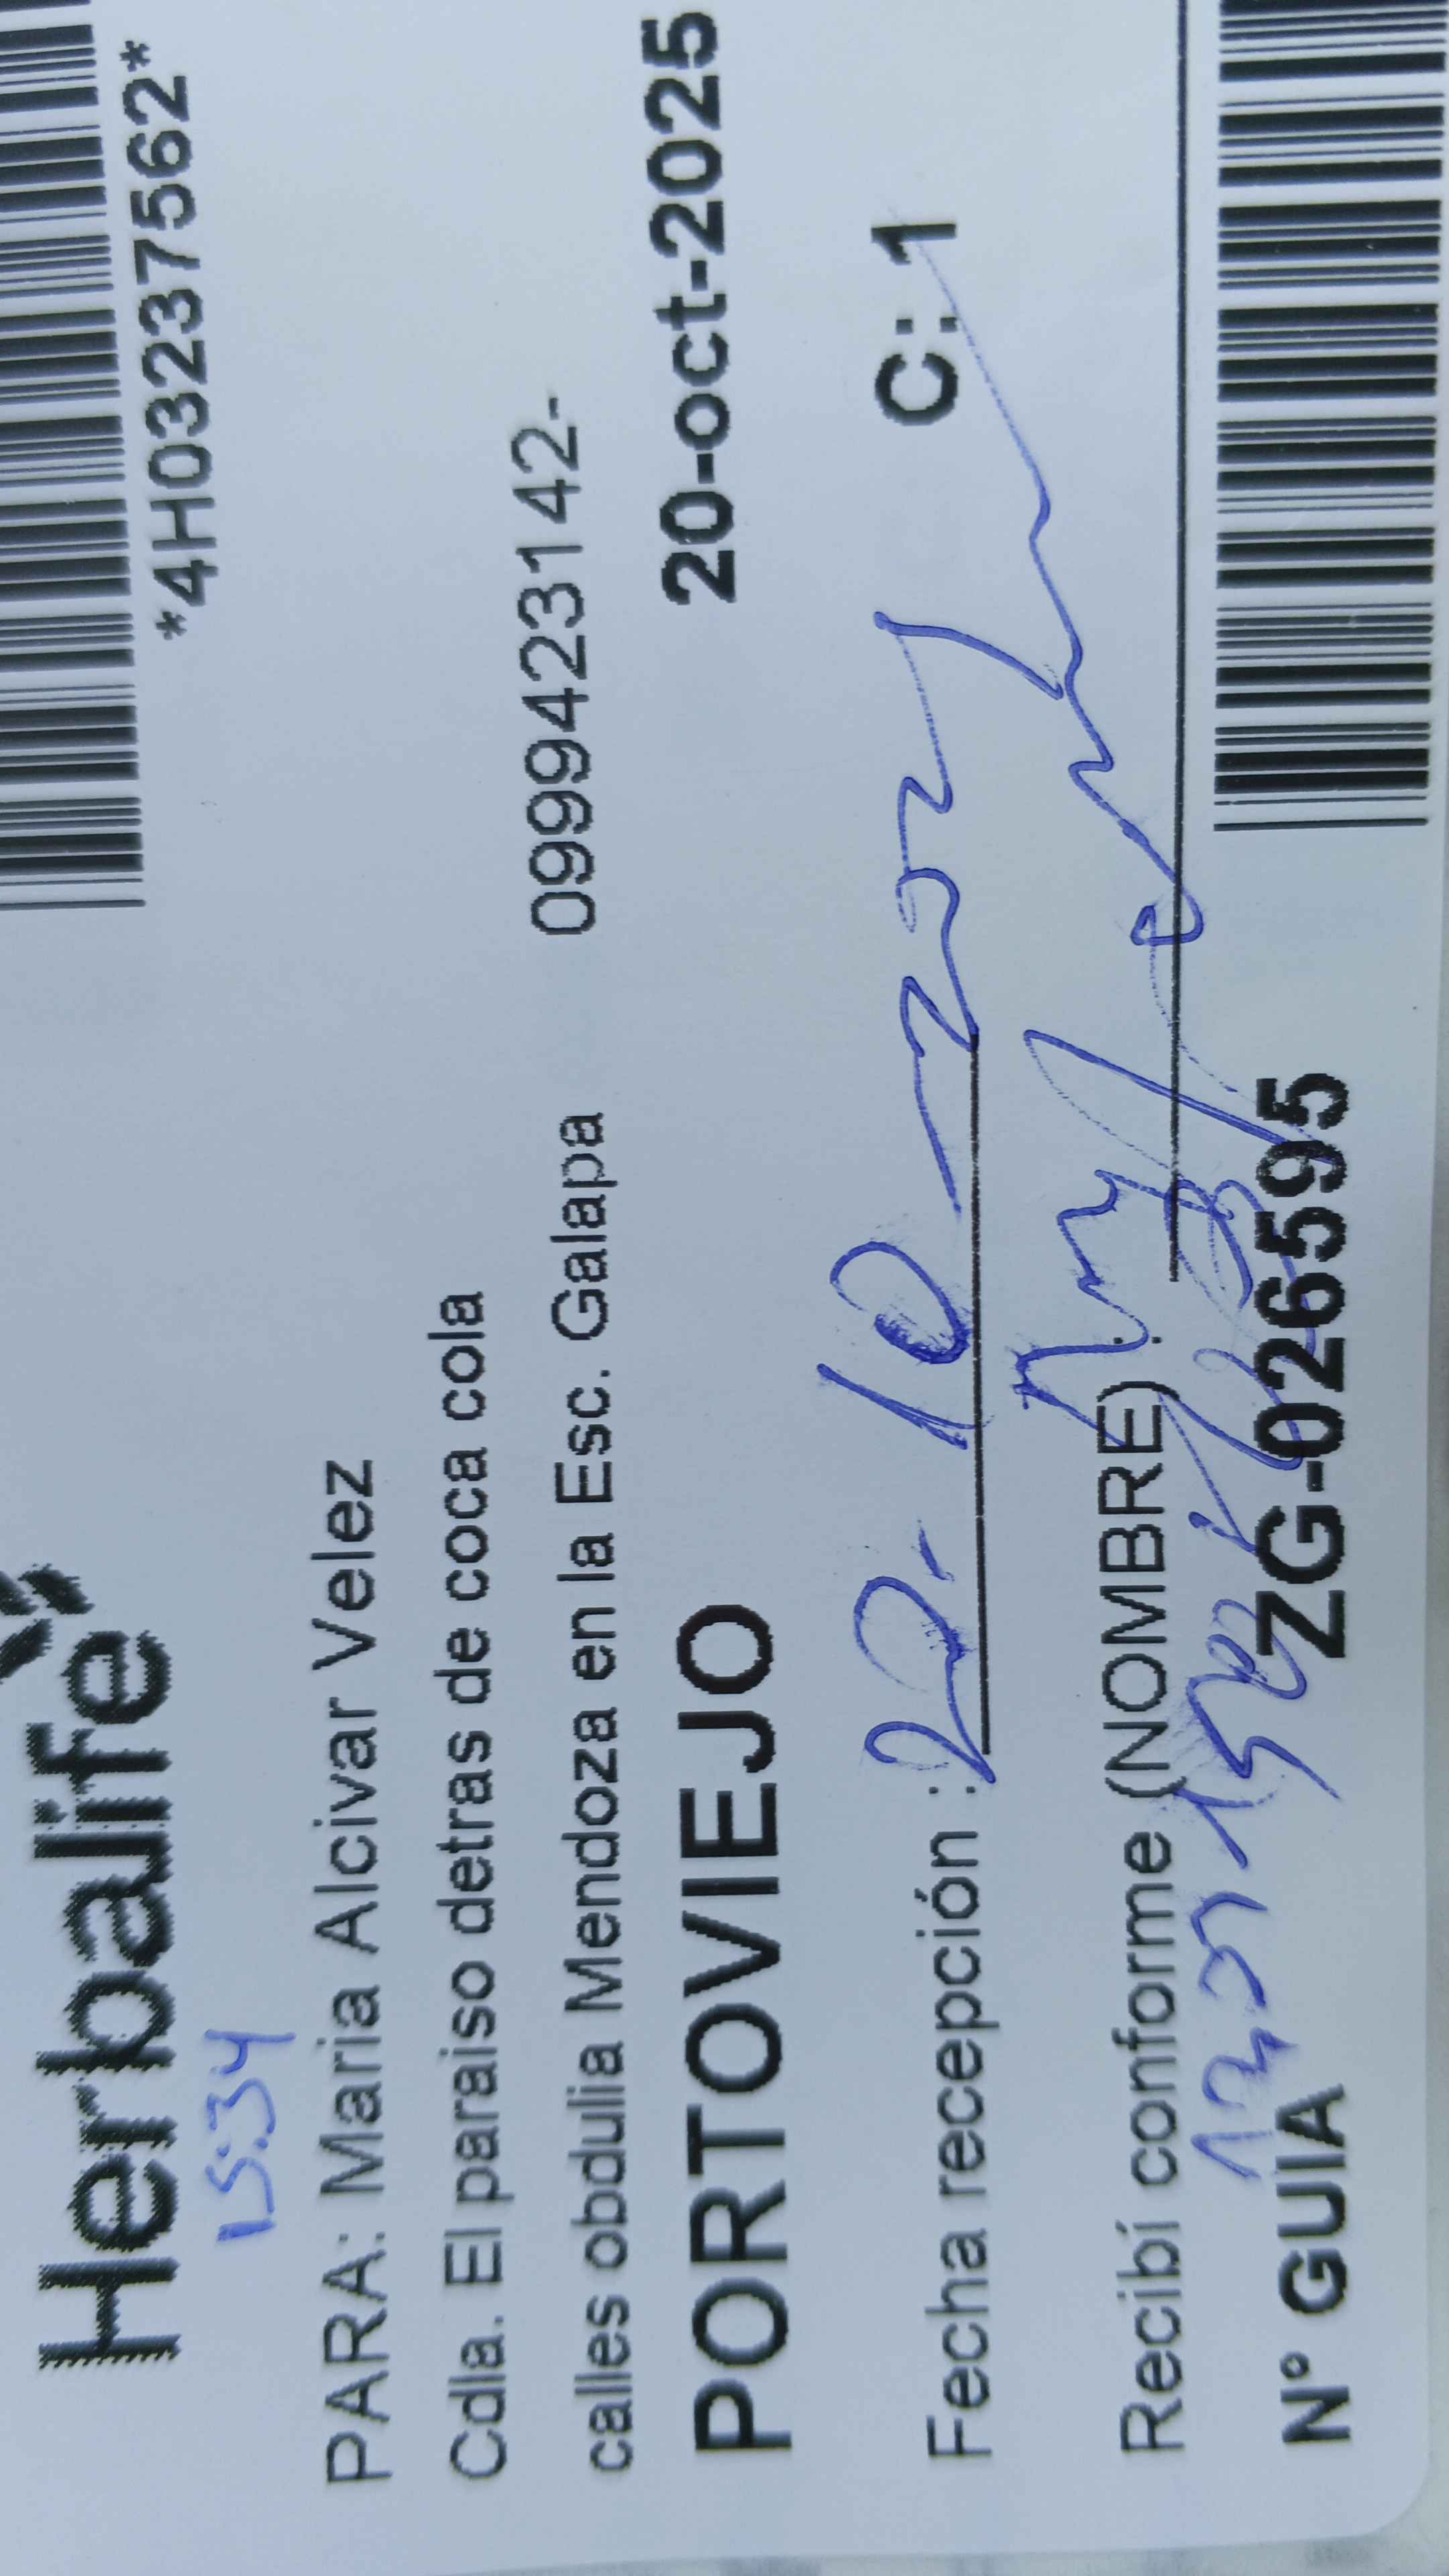 *4H03237562*
Herbalife
15:34
PARA: Maria Alcivar Velez
Cdla. El paraiso detras de coca cola
calles obdulia Mendoza en la Esc. Galapa 0999423142-
PORTOVIEJO 20-oct-2025
Fecha recepción : 20-10-2025 C: 1
Recibí conforme (NOMBRE) :
N° GUIA ZG-026595